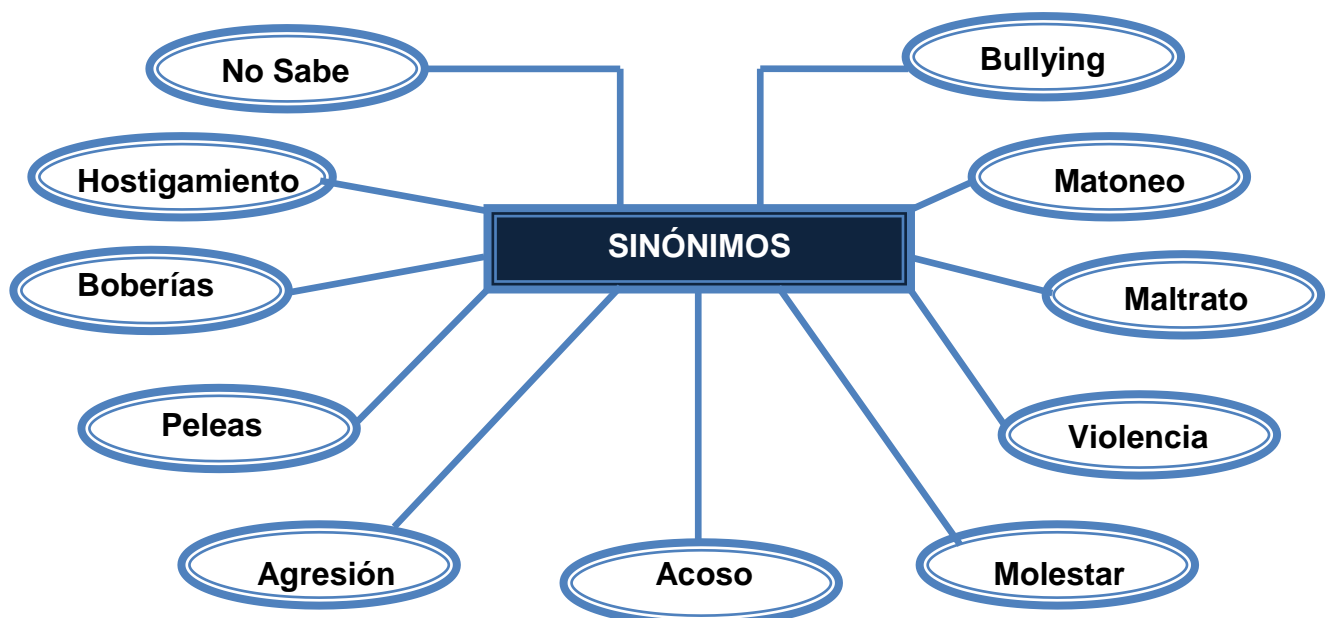 No Sabe
Bullying
Hostigamiento
Matoneo
SINÓNIMOS
Boberías
Maltrato
Peleas
Violencia
Agresión
Acoso
Molestar